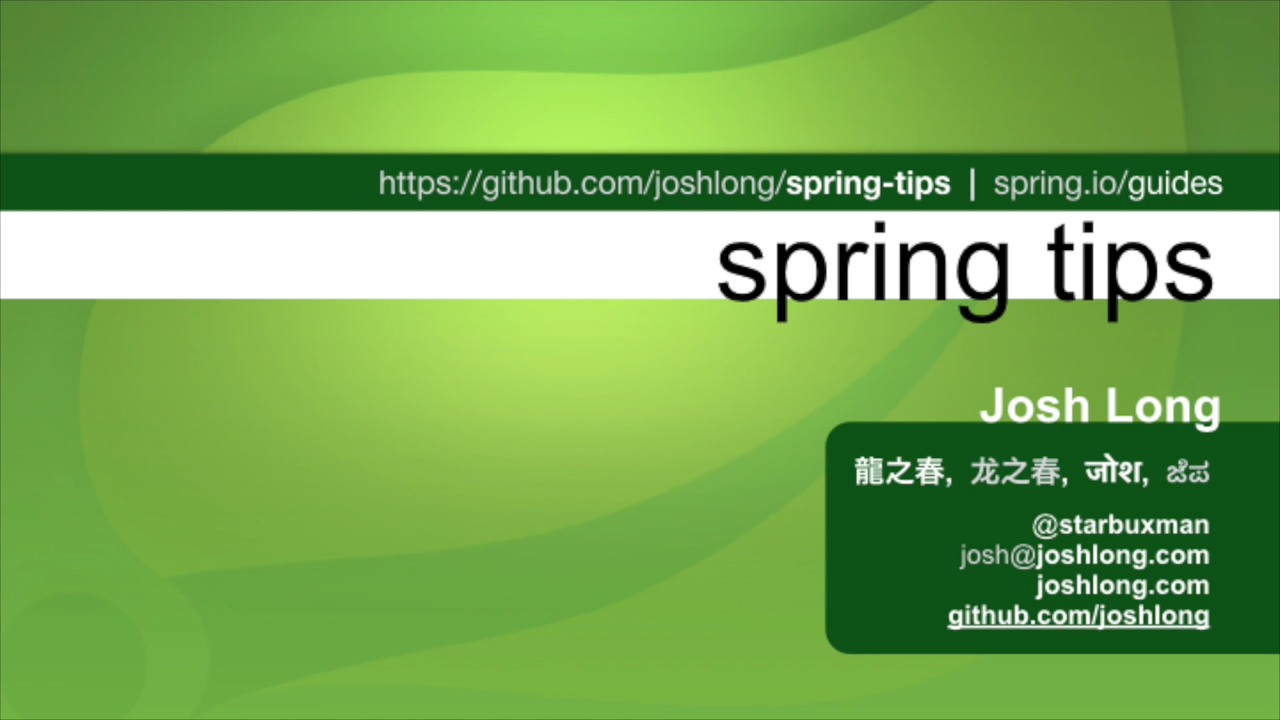 https://github.com/joshlong/spring-tips | spring.io/guides
spring tips
Josh Long
龍之春, 龙之春, जोश, ಜೆಪ
@starbuxman
josh@joshlong.com
joshlong.com
github.com/joshlong